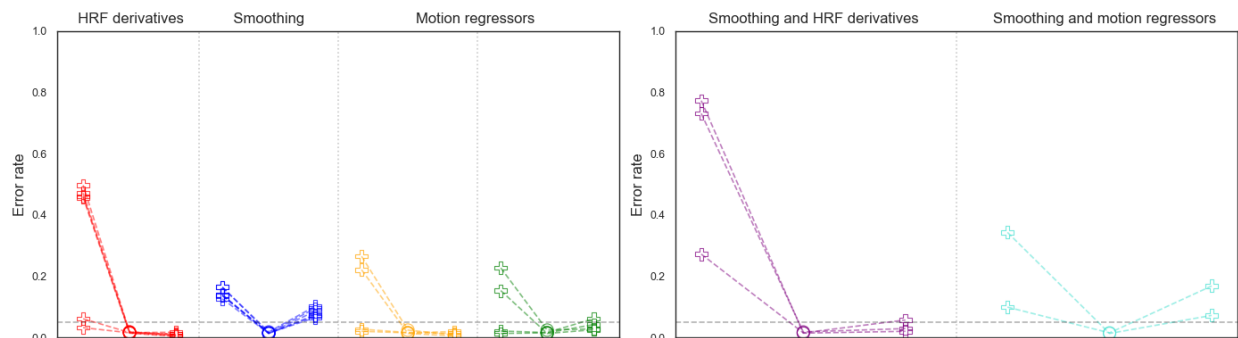 HRF derivatives
Smoothing
Motion regressors
Error rate
1.0
0.8
0.6
0.4
0.2
0.0
Smoothing and HRF derivatives
Smoothing and motion regressors
Error rate
1.0
0.8
0.6
0.4
0.2
0.0